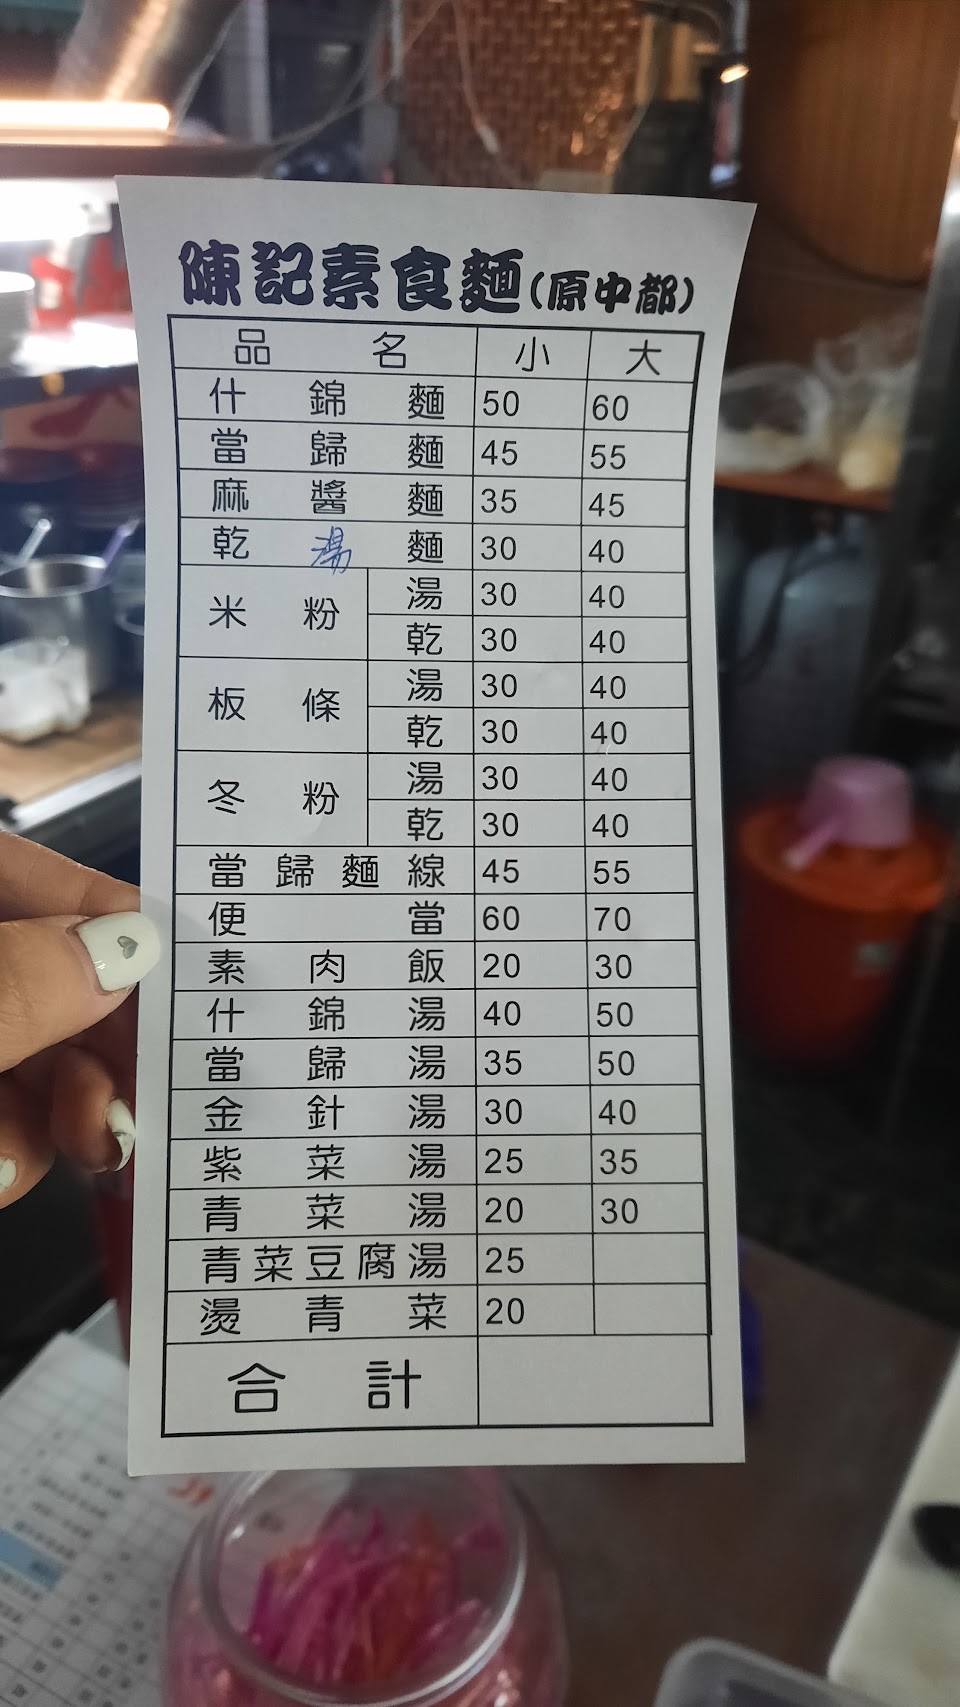 陳記素食麵(原中都)
品名 小 大
什錦麵 50 60
當歸麵 45 55
麻醬麵 35 45
乾湯麵 30 40
米粉 湯 30 40
乾 30 40
板條 湯 30 40
乾 30 40
冬粉 湯 30 40
乾 30 40
當歸麵線 45 55
便當 60 70
素肉飯 20 30
什錦湯 40 50
當歸湯 35 50
金針湯 30 40
紫菜湯 25 35
青菜湯 20 30
青菜豆腐湯 25
燙青菜 20
合計